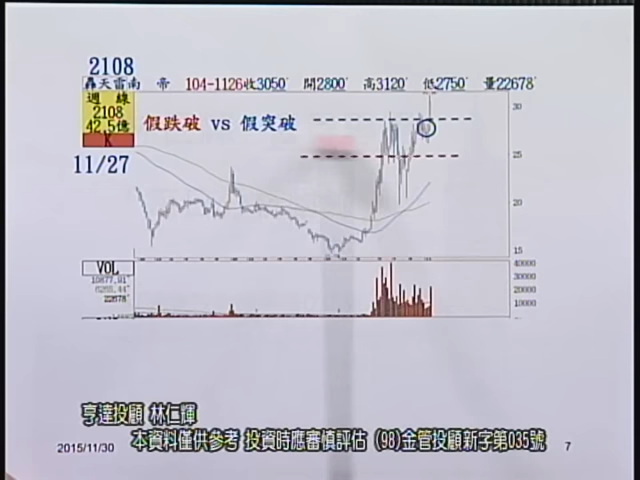 2108
轟天雷南 帝 104-1126收3050 開2800 高3120 低2750 量22678
週 線
2108
42.5億
K
假跌破 vs 假突破
11/27
30
25
20
15
VOL
22678
40000
30000
20000
10000
亨達投顧 林仁輝
本資料僅供參考 投資時應審慎評估 (98)金管投顧新字第035號
2015/11/30
7